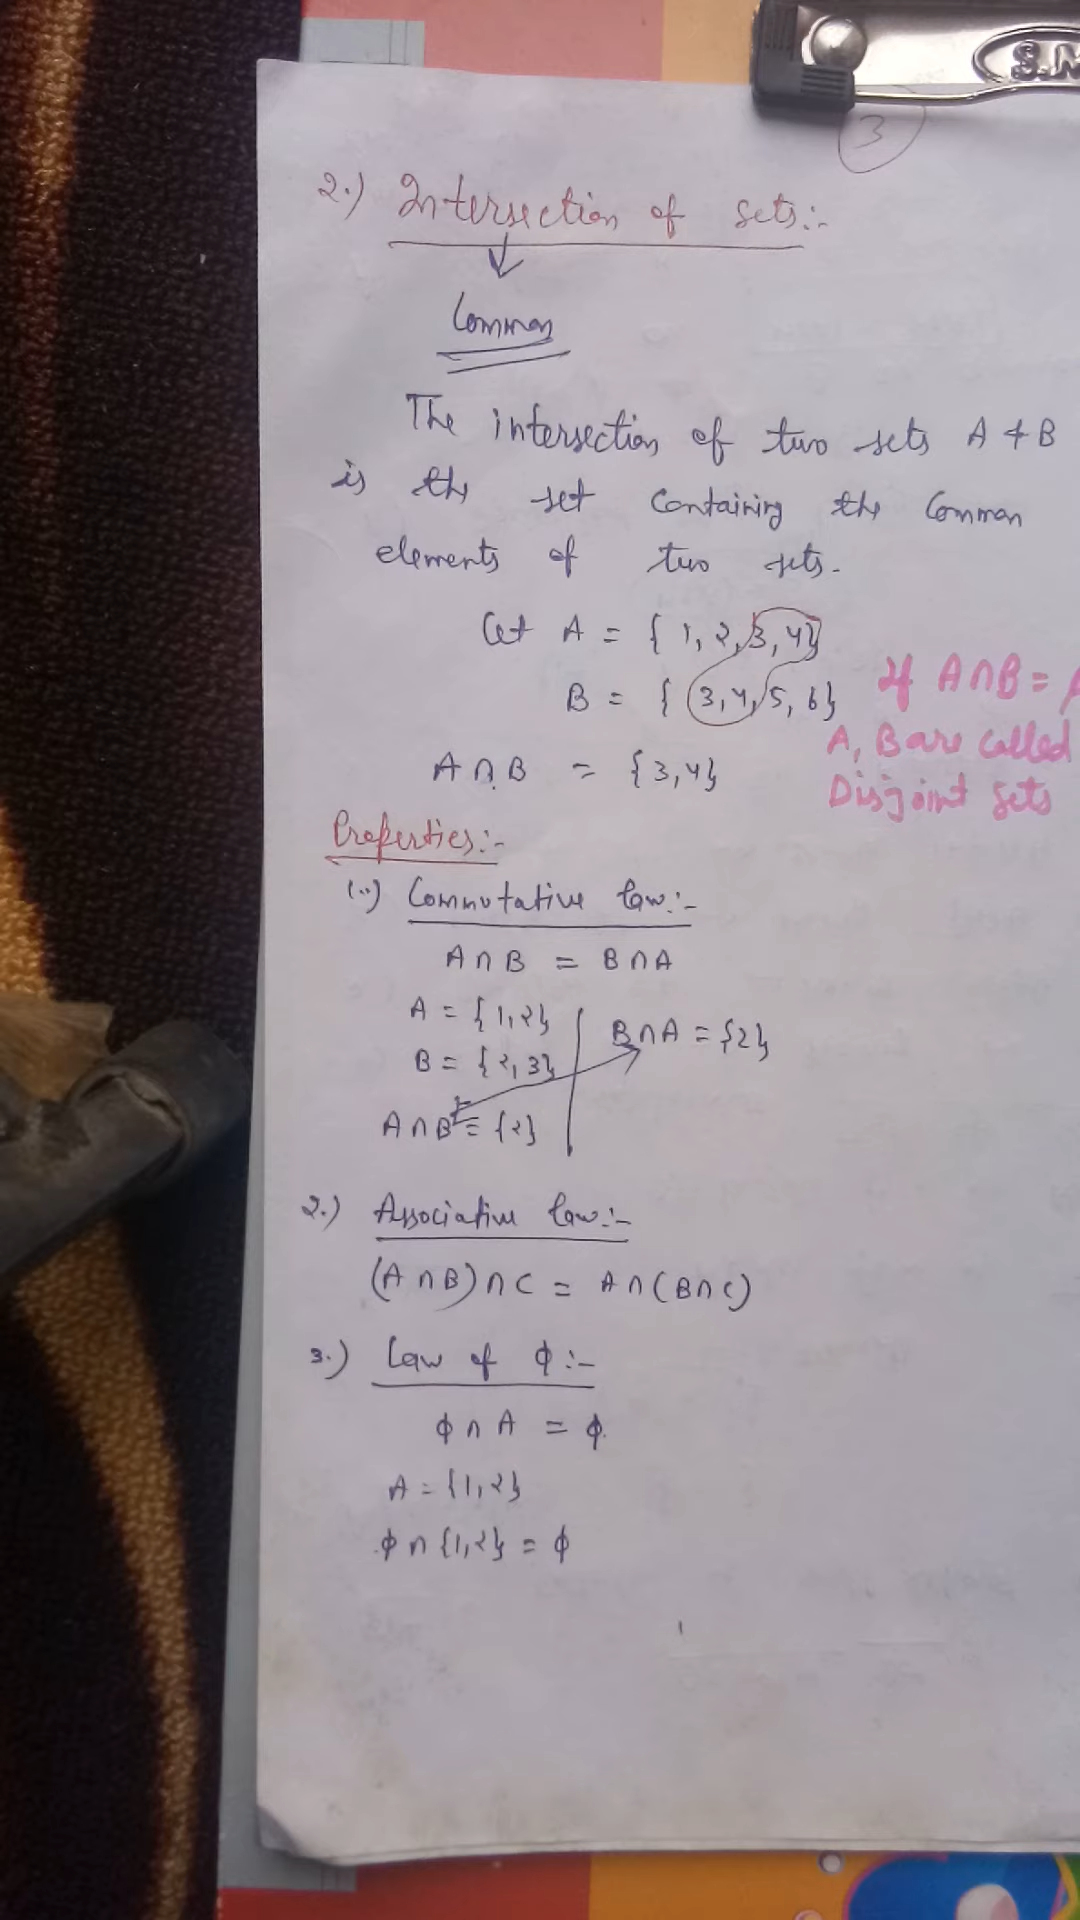 S.M
3
2.) Intersection of sets:-
Common
The intersection of two sets A & B
is the set containing the common
elements of two sets.
Let A = { 1, 2, 3, 4}
B = { 3, 4, 5, 6}
A ∩ B = {3, 4}
If A∩B =
A, B are called
Disjoint Sets
Properties:-
(1.) Commutative law:-
A ∩ B = B ∩ A
A = {1, 2}
B = {2, 3}
A ∩ B = {2}
B ∩ A = {2}
2.) Associative law:-
(A ∩ B) ∩ C = A ∩ (B ∩ C)
3.) Law of ϕ :-
ϕ ∩ A = ϕ.
A = {1, 2}
ϕ ∩ {1, 2} = ϕ